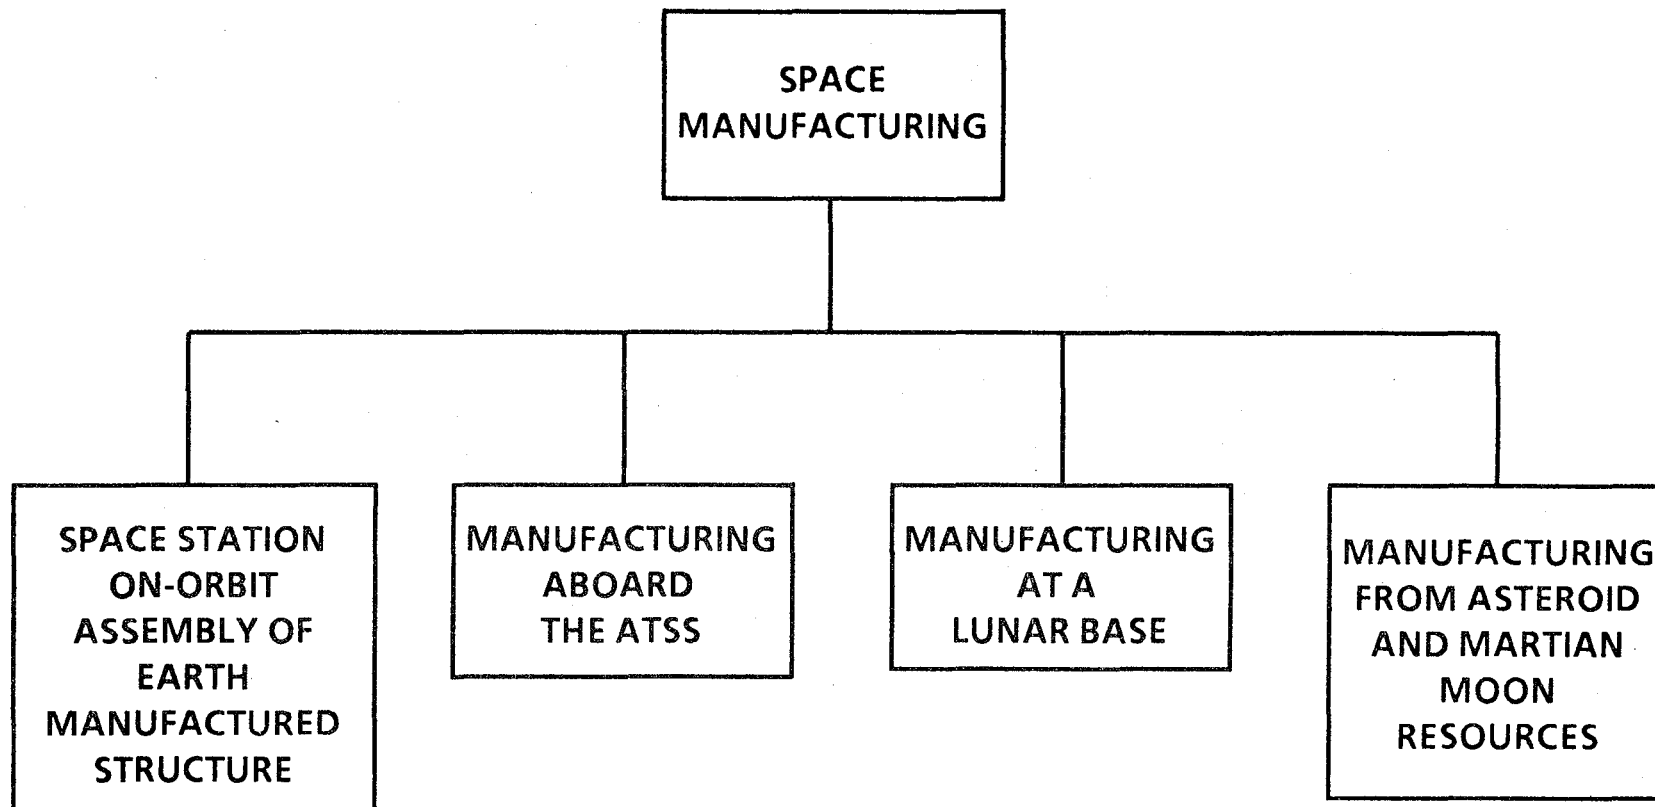 SPACE
MANUFACTURING
SPACE STATION
ON-ORBIT
ASSEMBLY OF
EARTH
MANUFACTURED
STRUCTURE
MANUFACTURING
ABOARD
THE ATSS
MANUFACTURING
AT A
LUNAR BASE
MANUFACTURING
FROM ASTEROID
AND MARTIAN
MOON
RESOURCES